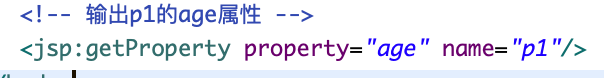 <!-- 输出p1的age属性 -->
<jsp:getProperty property="age" name="p1"/>